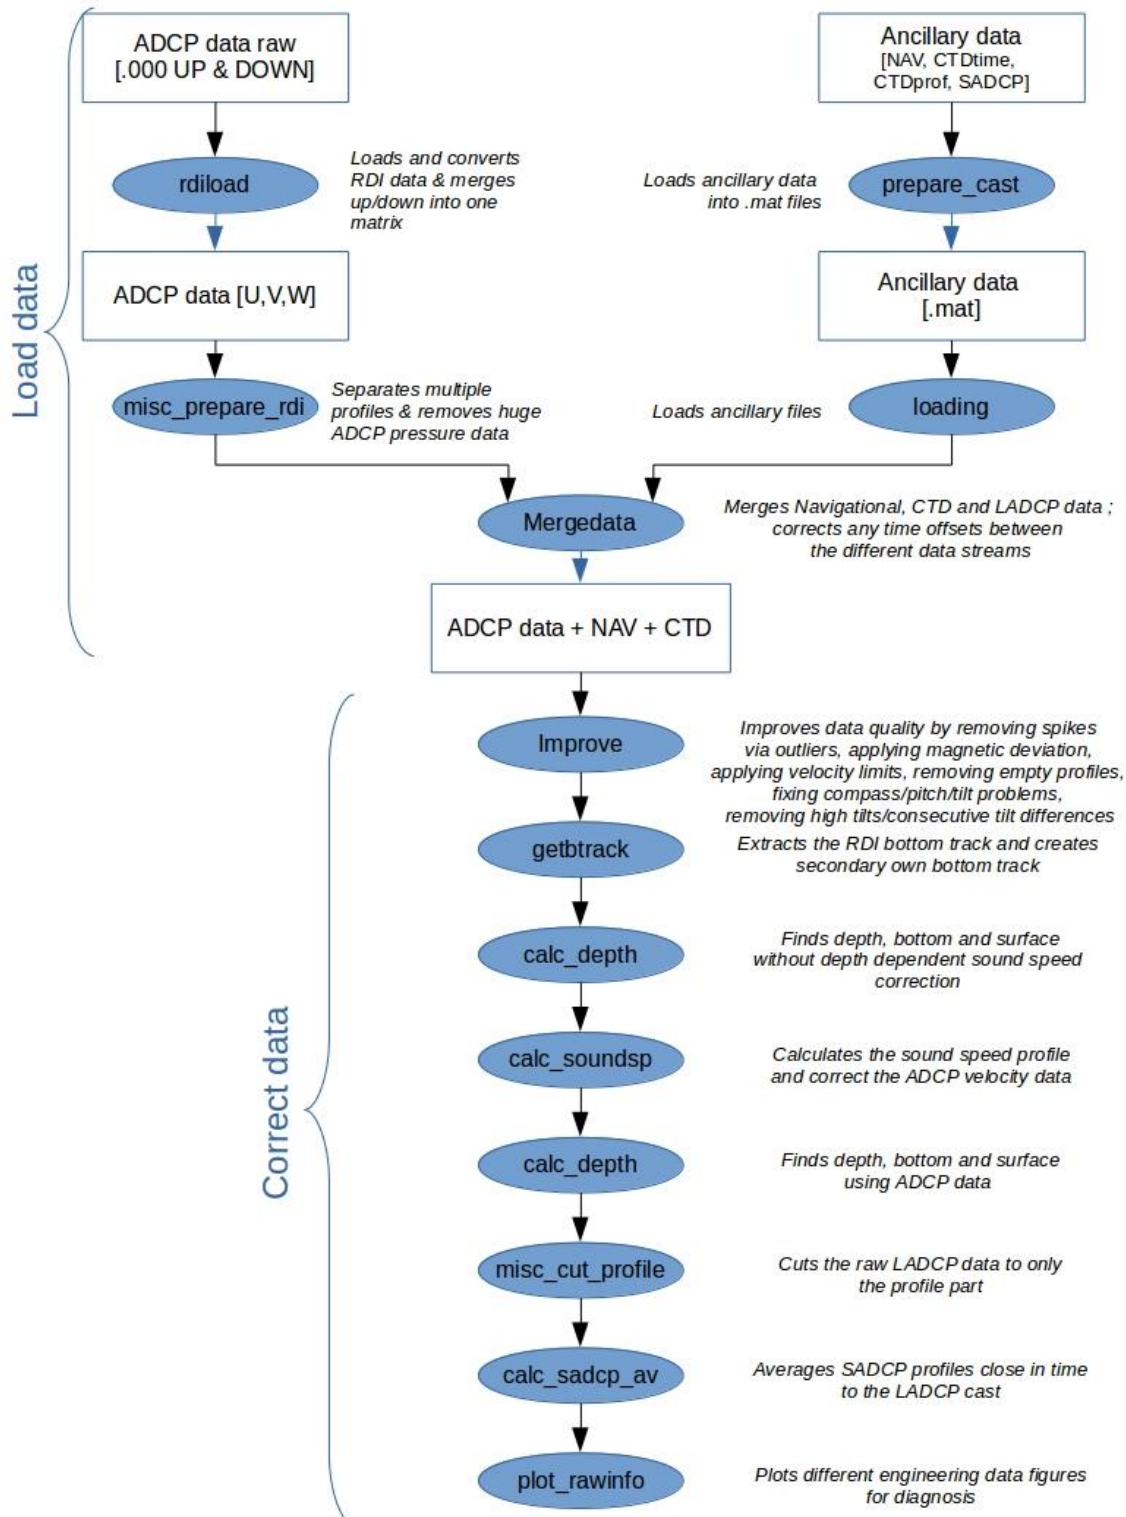 ADCP data raw
[.000 UP & DOWN]
Ancillary data
[NAV, CTDtime,
CTDprof, SADCP]
rdiload
Loads and converts
RDI data & merges
up/down into one
matrix
Loads ancillary data
into .mat files
prepare_cast
Load data
ADCP data [U,V,W]
Ancillary data
[.mat]
misc_prepare_rdi
Separates multiple
profiles & removes huge
ADCP pressure data
Loads ancillary files
loading
Mergedata
Merges Navigational, CTD and LADCP data ;
corrects any time offsets between
the different data streams
ADCP data + NAV + CTD
Correct data
Improve
Improves data quality by removing spikes
via outliers, applying magnetic deviation,
applying velocity limits, removing empty profiles,
fixing compass/pitch/tilt problems,
removing high tilts/consecutive tilt differences
getbtrack
Extracts the RDI bottom track and creates
secondary own bottom track
calc_depth
Finds depth, bottom and surface
without depth dependent sound speed
correction
calc_soundsp
Calculates the sound speed profile
and correct the ADCP velocity data
calc_depth
Finds depth, bottom and surface
using ADCP data
misc_cut_profile
Cuts the raw LADCP data to only
the profile part
calc_sadcp_av
Averages SADCP profiles close in time
to the LADCP cast
plot_rawinfo
Plots different engineering data figures
for diagnosis